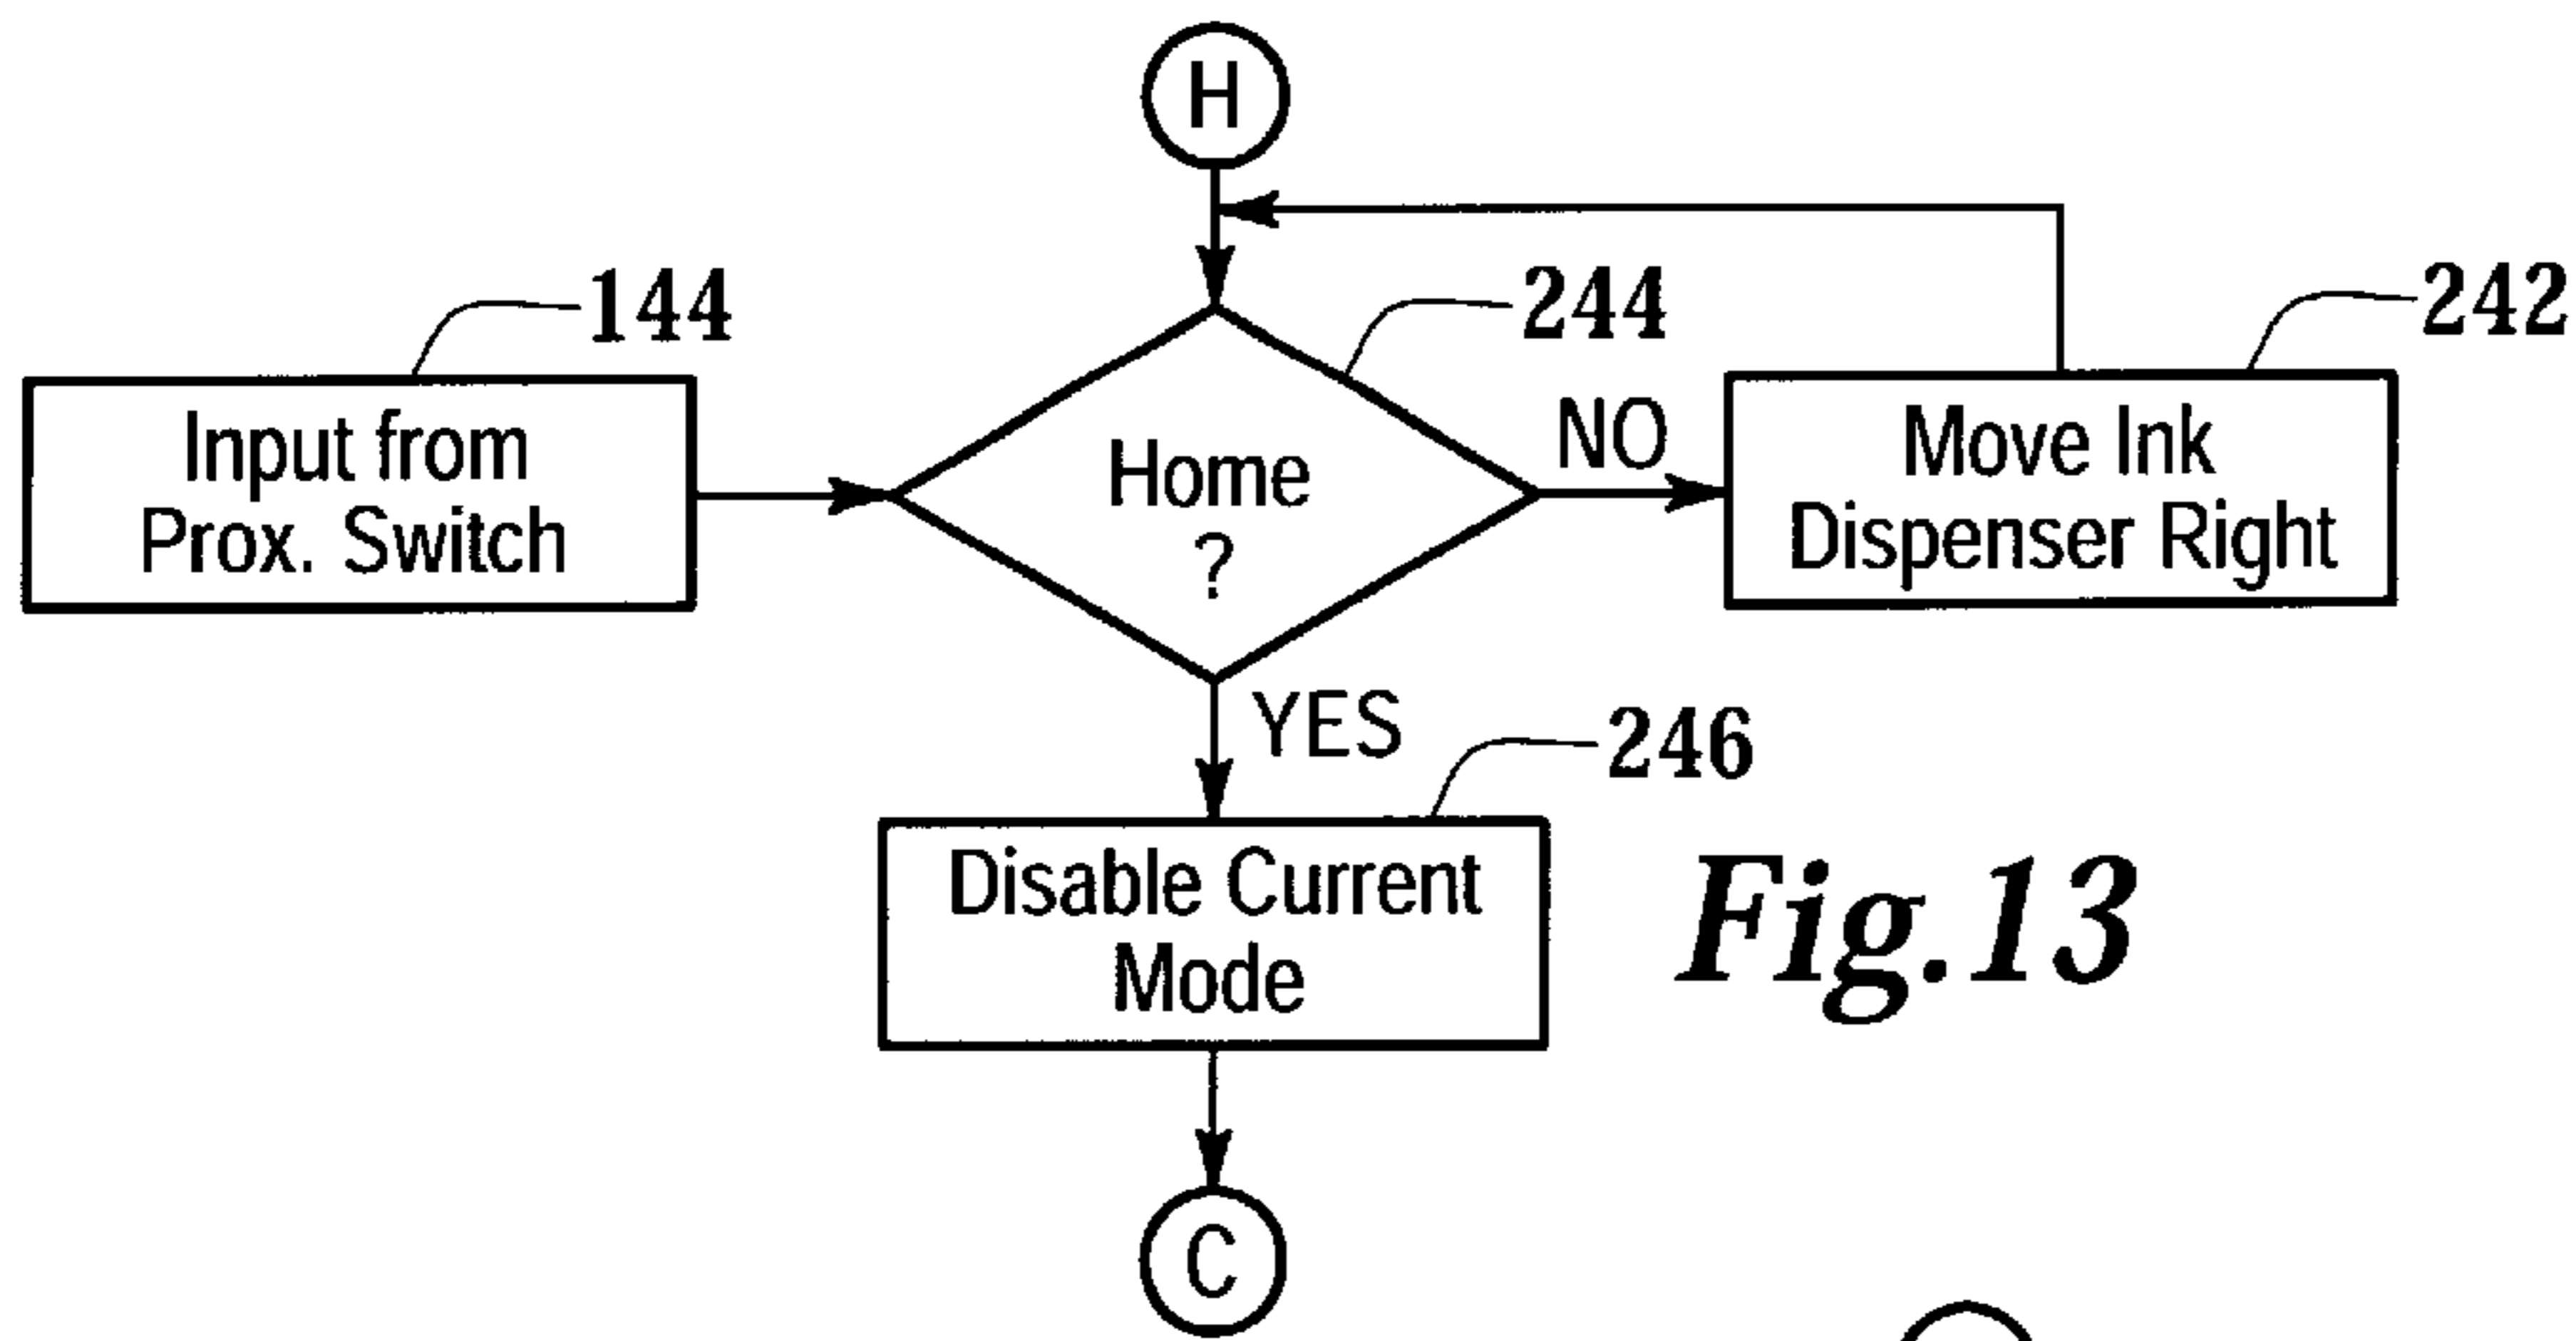 H
144
244
242
Input from
Prox. Switch
Home
?
NO
Move Ink
Dispenser Right
YES
246
Disable Current
Mode
Fig.13
C